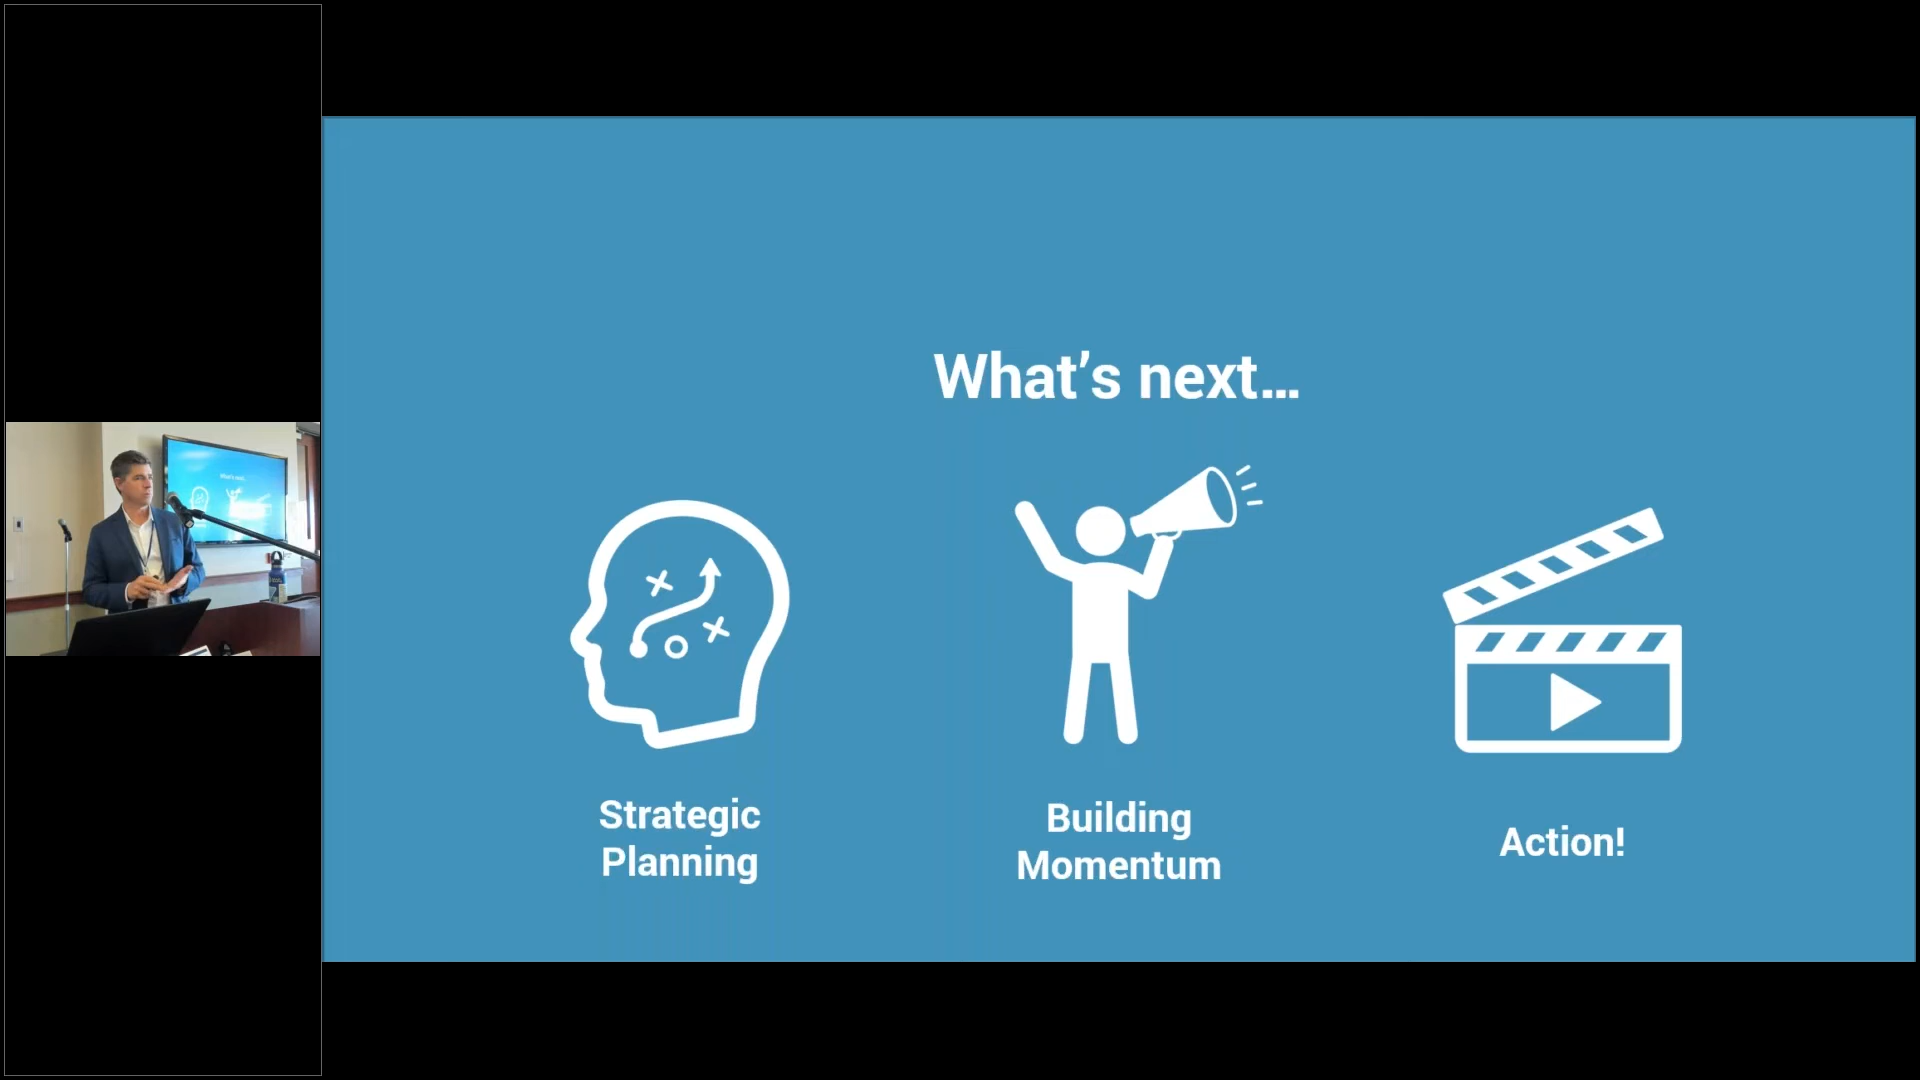 What's next...
Strategic
Planning
Building
Momentum
Action!